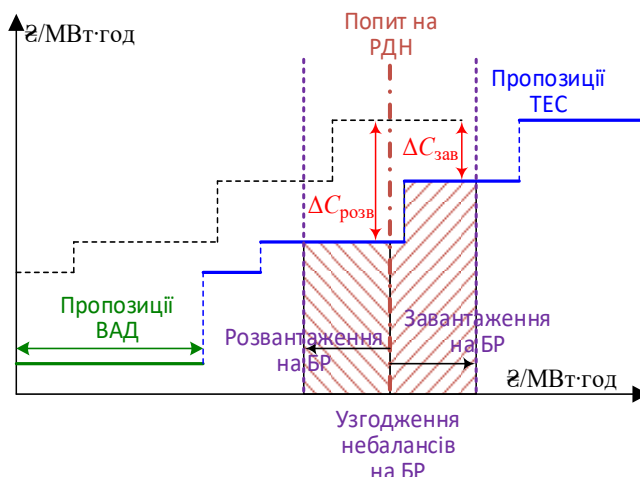 ₴/МВт·год
Попит на
РДН
Пропозиції
ТЕС
ΔCзав
ΔCрозв
Пропозиції
ВАД
Розвантаження
на БР
Завантаження
на БР
₴/МВт·год
Узгодження
небалансів
на БР